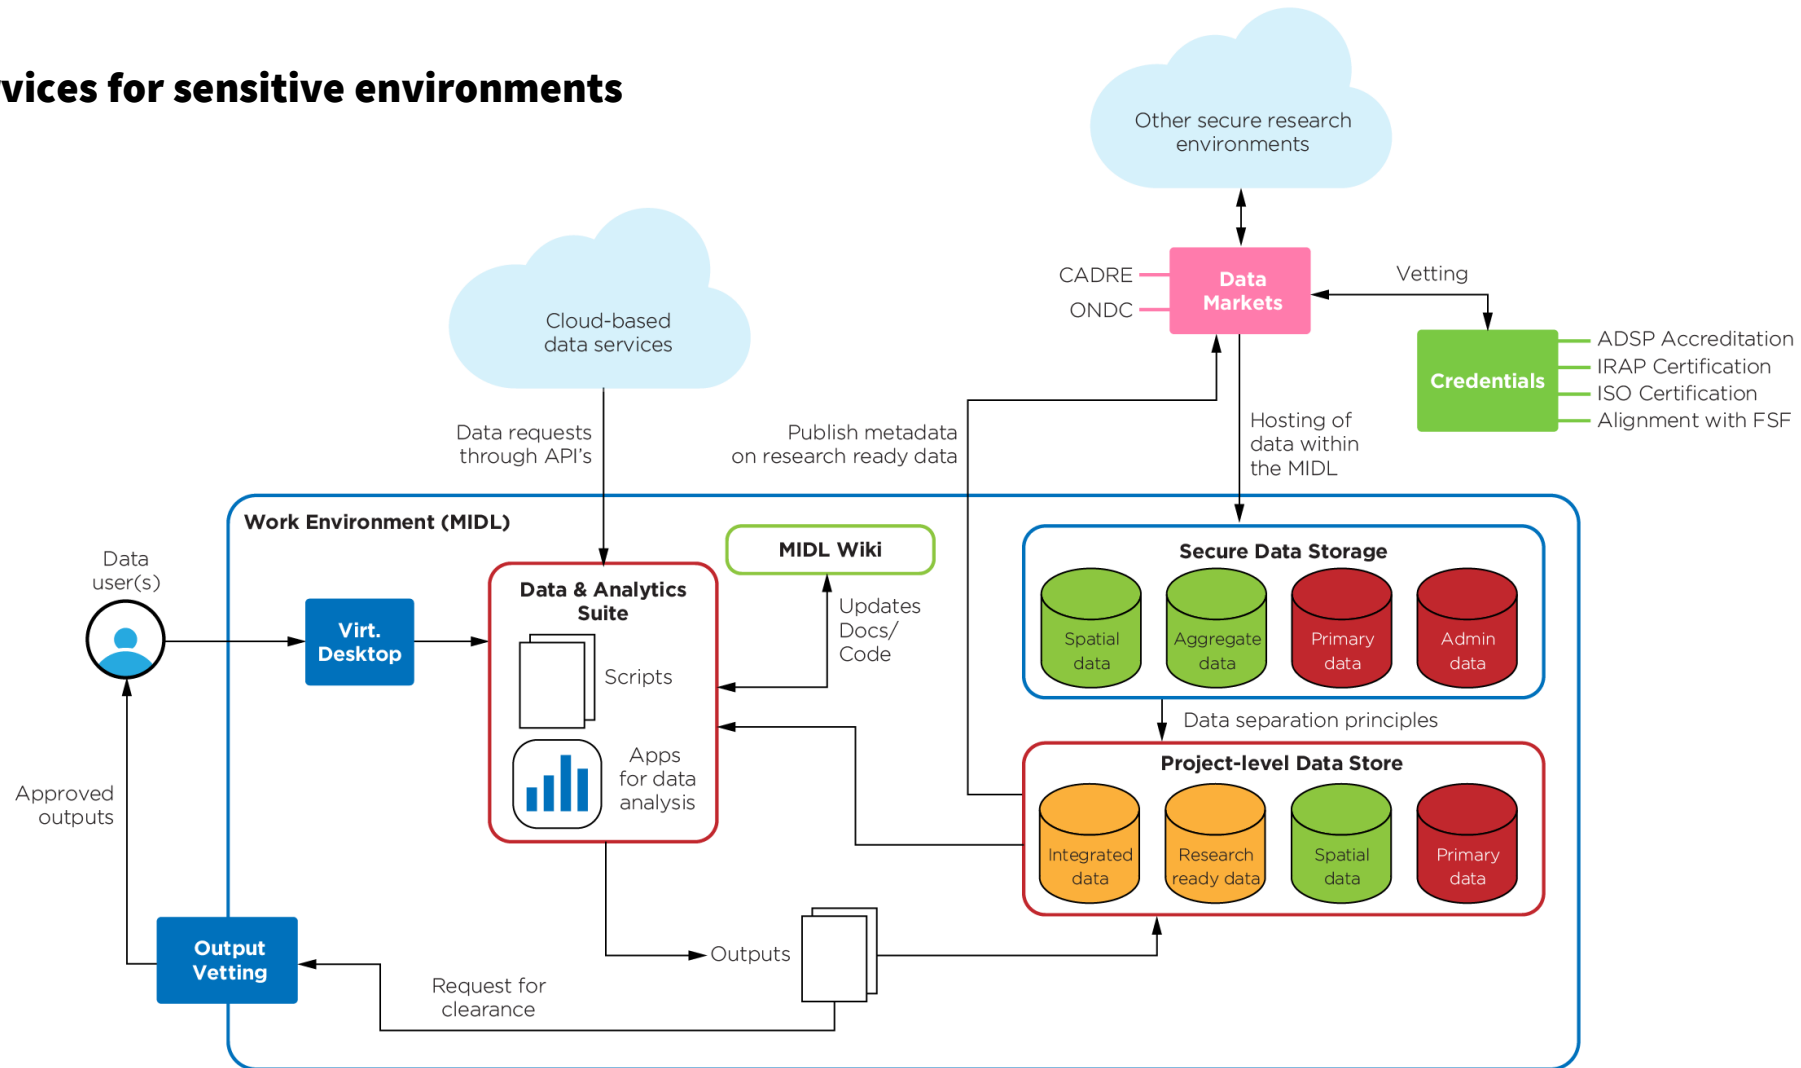 vices for sensitive environments
Other secure research
environments
Cloud-based
data services
CADRE
ONDC
Data
Markets
Vetting
Credentials
ADSP Accreditation
IRAP Certification
ISO Certification
Alignment with FSF
Data requests
through API's
Publish metadata
on research ready data
Hosting of
data within
the MIDL
Work Environment (MIDL)
Data
user(s)
Virt.
Desktop
Data & Analytics
Suite
Scripts
Apps
for data
analysis
MIDL Wiki
Updates
Docs/
Code
Secure Data Storage
Spatial
data
Aggregate
data
Primary
data
Admin
data
Data separation principles
Project-level Data Store
Integrated
data
Research
ready data
Spatial
data
Primary
data
Approved
outputs
Output
Vetting
Request for
clearance
Outputs